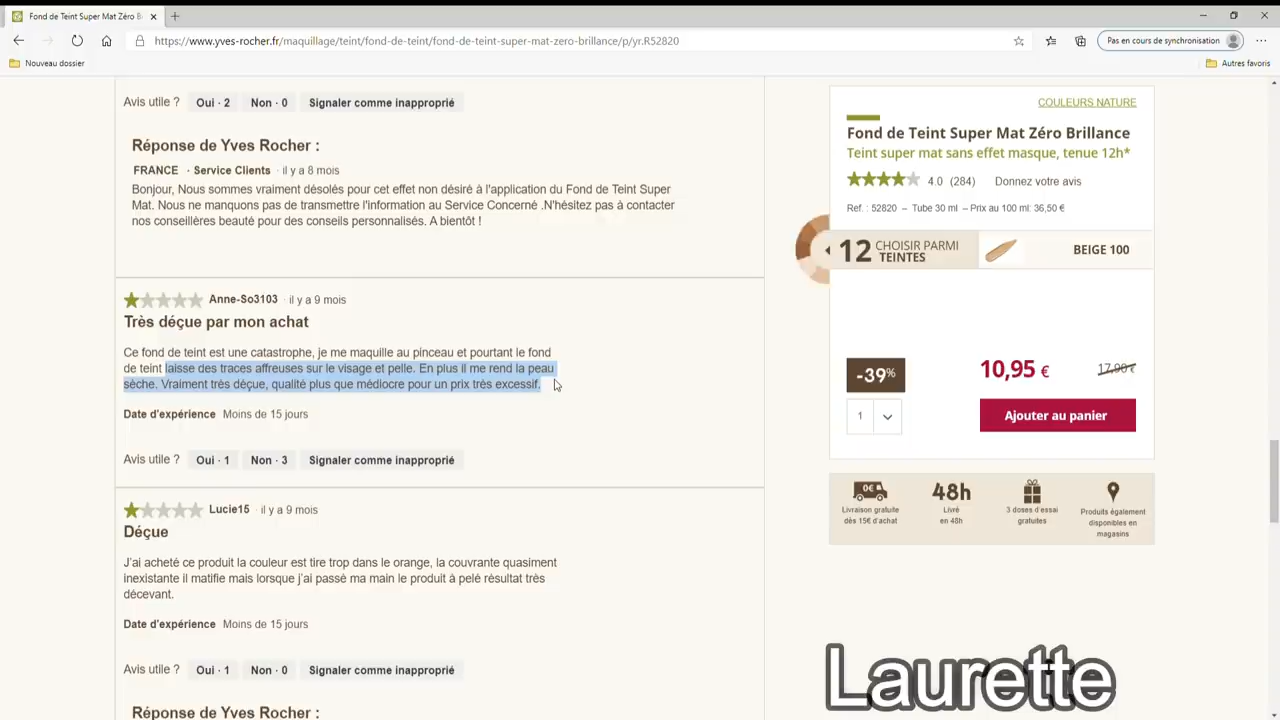 Fond de Teint Super Mat Zéro B
https://www.yves-rocher.fr/maquillage/teint/fond-de-teint/fond-de-teint-super-mat-zero-brillance/p/yr.R52820
Pas en cours de synchronisation
Nouveau dossier
Autres favoris
Avis utile ? Oui · 2 Non · 0 Signaler comme inapproprié
Réponse de Yves Rocher :
FRANCE · Service Clients · il y a 8 mois
Bonjour, Nous sommes vraiment désolés pour cet effet non désiré à l'application du Fond de Teint Super
Mat. Nous ne manquons pas de transmettre l'information au Service Concerné .N'hésitez pas à contacter
nos conseillères beauté pour des conseils personnalisés. A bientôt !
Anne-So3103 · il y a 9 mois
Très déçue par mon achat
Ce fond de teint est une catastrophe, je me maquille au pinceau et pourtant le fond
de teint laisse des traces affreuses sur le visage et pelle. En plus il me rend la peau
sèche. Vraiment très déçue, qualité plus que médiocre pour un prix très excessif.
Date d'expérience Moins de 15 jours
Avis utile ? Oui · 1 Non · 3 Signaler comme inapproprié
Lucie15 · il y a 9 mois
Déçue
J'ai acheté ce produit la couleur est tire trop dans le orange, la couvrante quasiment
inexistante il matifie mais lorsque j'ai passé ma main le produit à pelé résultat très
décevant.
Date d'expérience Moins de 15 jours
Avis utile ? Oui · 1 Non · 0 Signaler comme inapproprié
Réponse de Yves Rocher :
COULEURS NATURE
Fond de Teint Super Mat Zéro Brillance
Teint super mat sans effet masque, tenue 12h*
4.0 (284) Donnez votre avis
Ref. : 52820 – Tube 30 ml – Prix au 100 ml: 36,50 €
12 CHOISIR PARMI
TEINTES
BEIGE 100
-39%
10,95 €
17,90 €
1
Ajouter au panier
0€
Livraison gratuite
dès 15€ d'achat
48h
Livré
en 48h
3 doses d'essai
gratuites
Produits également
disponibles en
magasins
Laurette